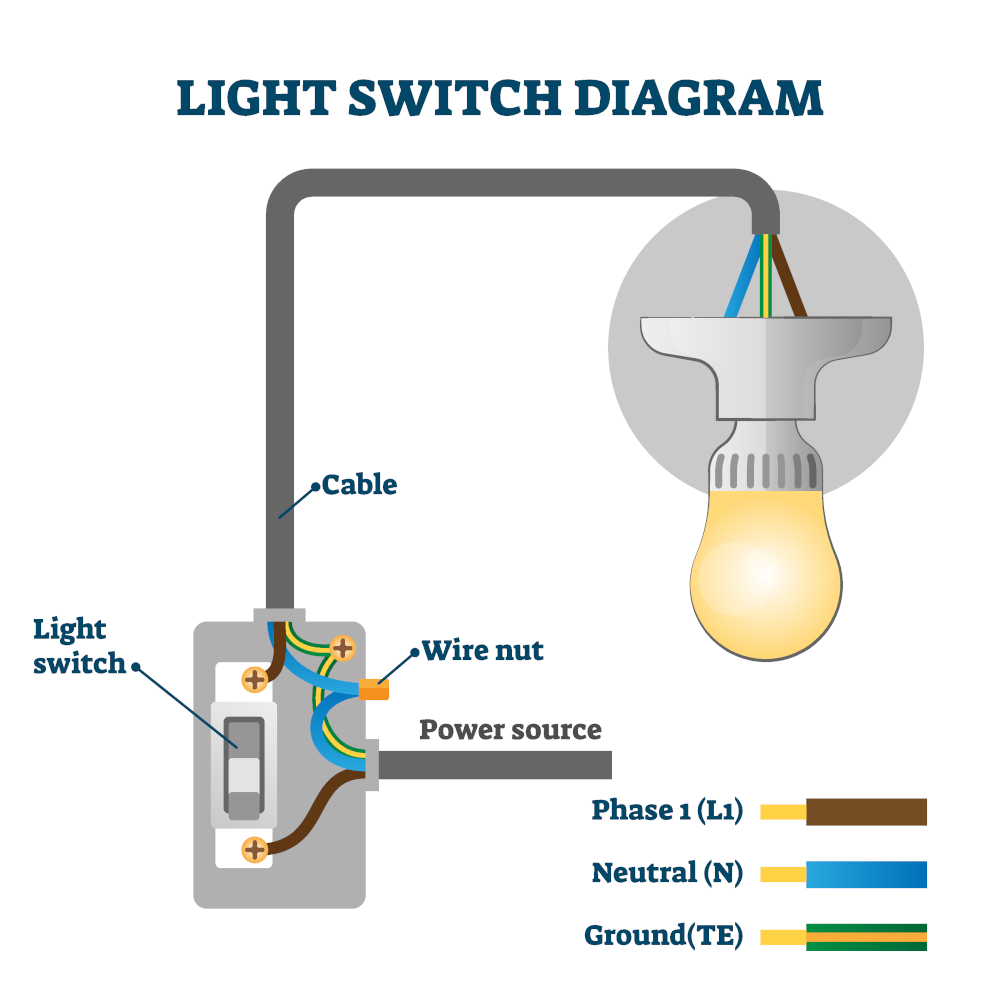 LIGHT SWITCH DIAGRAM
Cable
Light
switch
Wire nut
Power source
Phase 1 (L1)
Neutral (N)
Ground(TE)